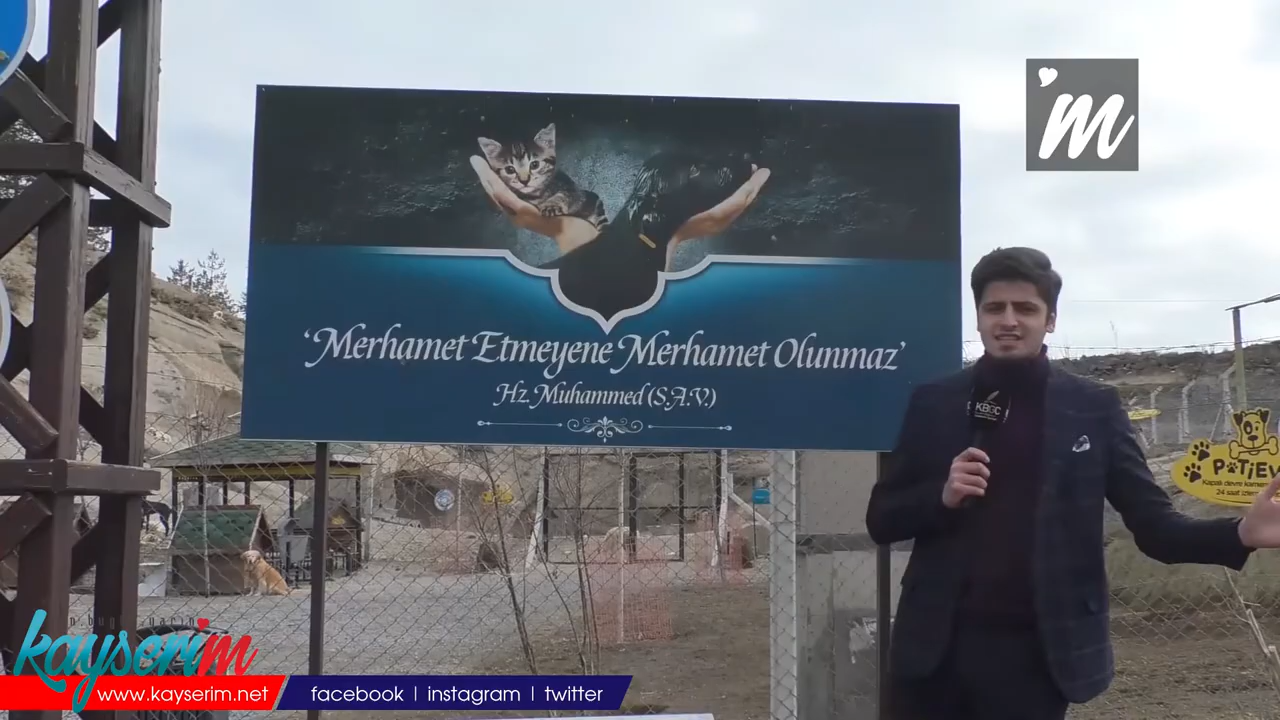 'm
'Merhamet Etmeyene Merhamet Olunmaz'
Hz. Muhammed (S.A.V.)
KBGC
PATİEV
Kapalı devre kamera
24 saat izlen
kayserim
www.kayserim.net
facebook | instagram | twitter